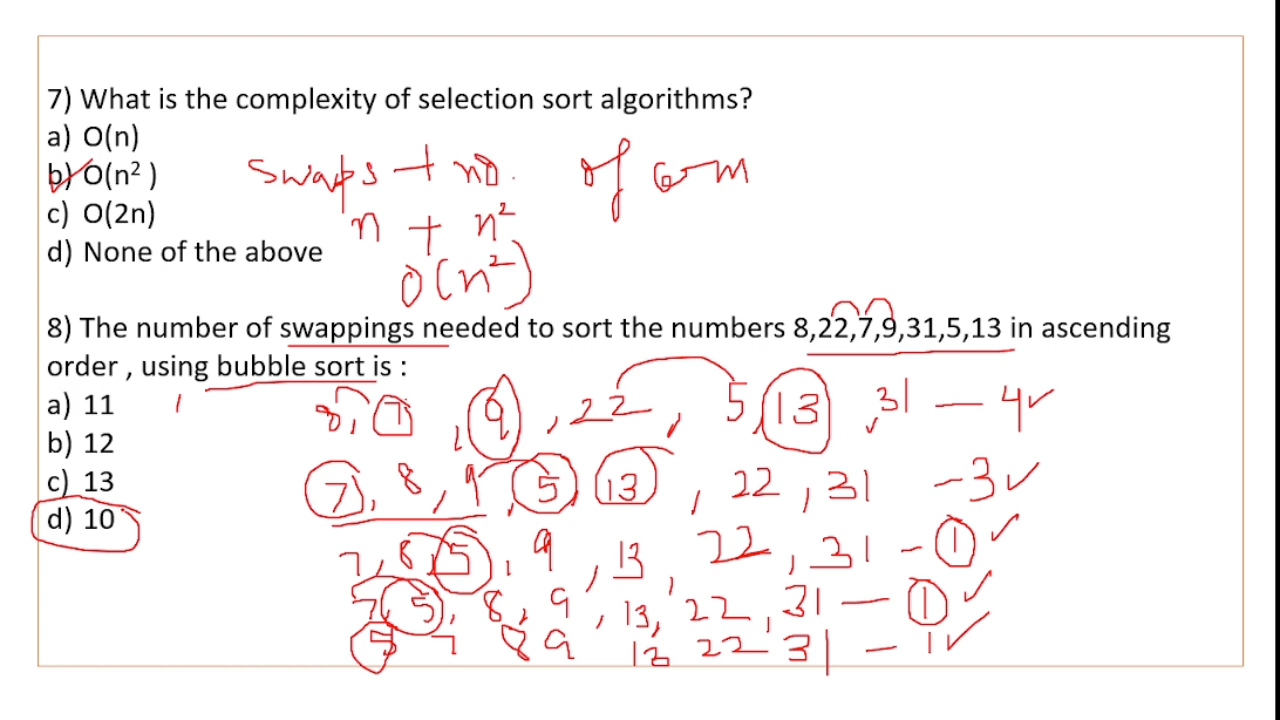 7) What is the complexity of selection sort algorithms?
a) O(n)
b) O(n² )
c) O(2n)
d) None of the above
swaps + no. of com
n + n²
O(n²)
8) The number of swappings needed to sort the numbers 8,22,7,9,31,5,13 in ascending
order , using bubble sort is :
a) 11
b) 12
c) 13
d) 10
8, 7, 9, 22, 5, 13, 31 — 4
7, 8, 9, 5, 13, 22, 31 - 3
7, 8, 5, 9, 13, 22, 31 - 1
7, 5, 8, 9, 13, 22, 31 — 1
5 7 8 9 13 22 31 - 1